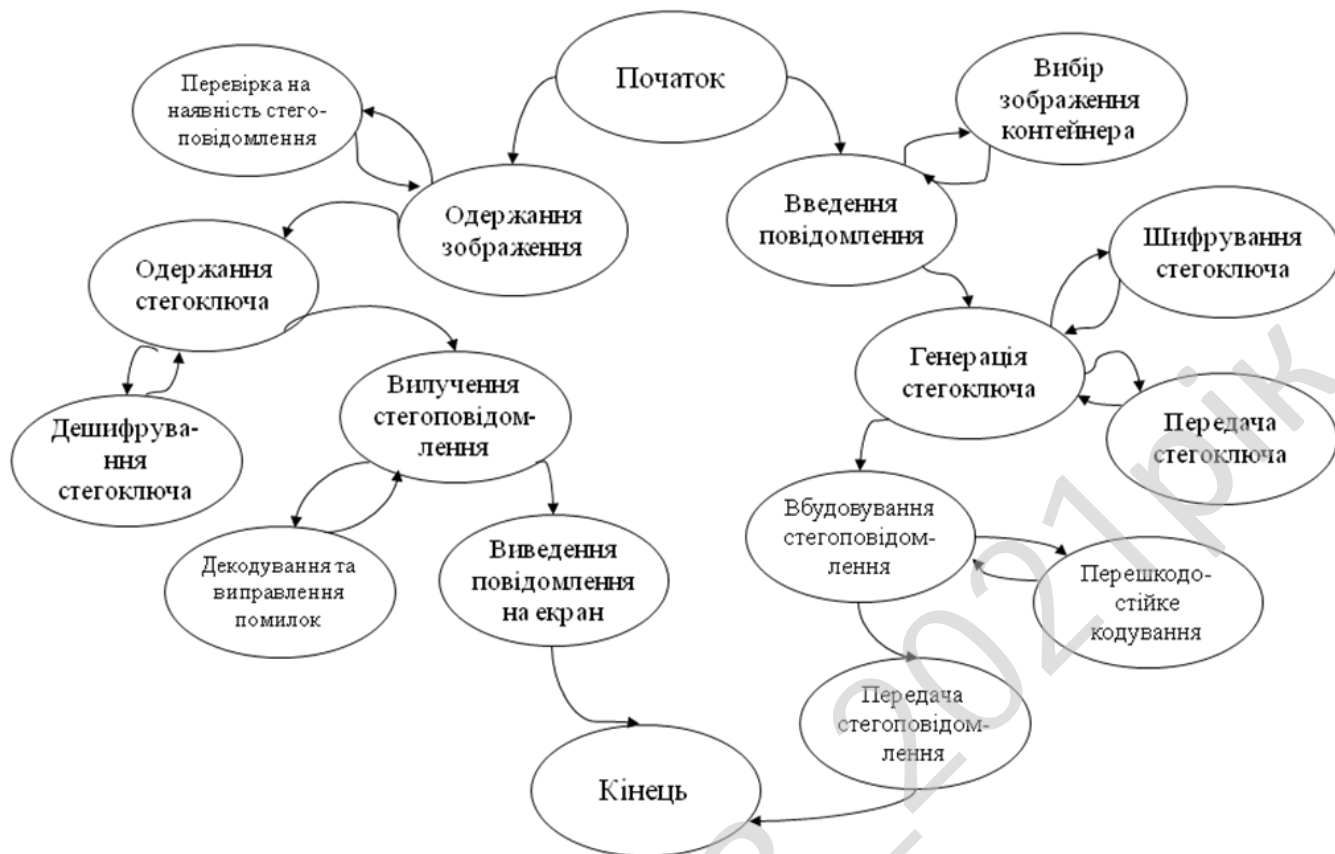 Початок
Перевірка на
наявність стего-
повідомлення
Вибір
зображення
контейнера
Одержання
зображення
Введення
повідомлення
Шифрування
стегоключа
Одержання
стегоключа
Генерація
стегоключа
Вилучення
стегоповідом-
лення
Дешифрува-
ння
стегоключа
Передача
стегоключа
Вбудовування
стегоповідом-
лення
Декодування та
виправлення
помилок
Виведення
повідомлення
на екран
Перешкодо-
стійке
кодування
Передача
стегоповідом-
лення
Кінець
_2021рік